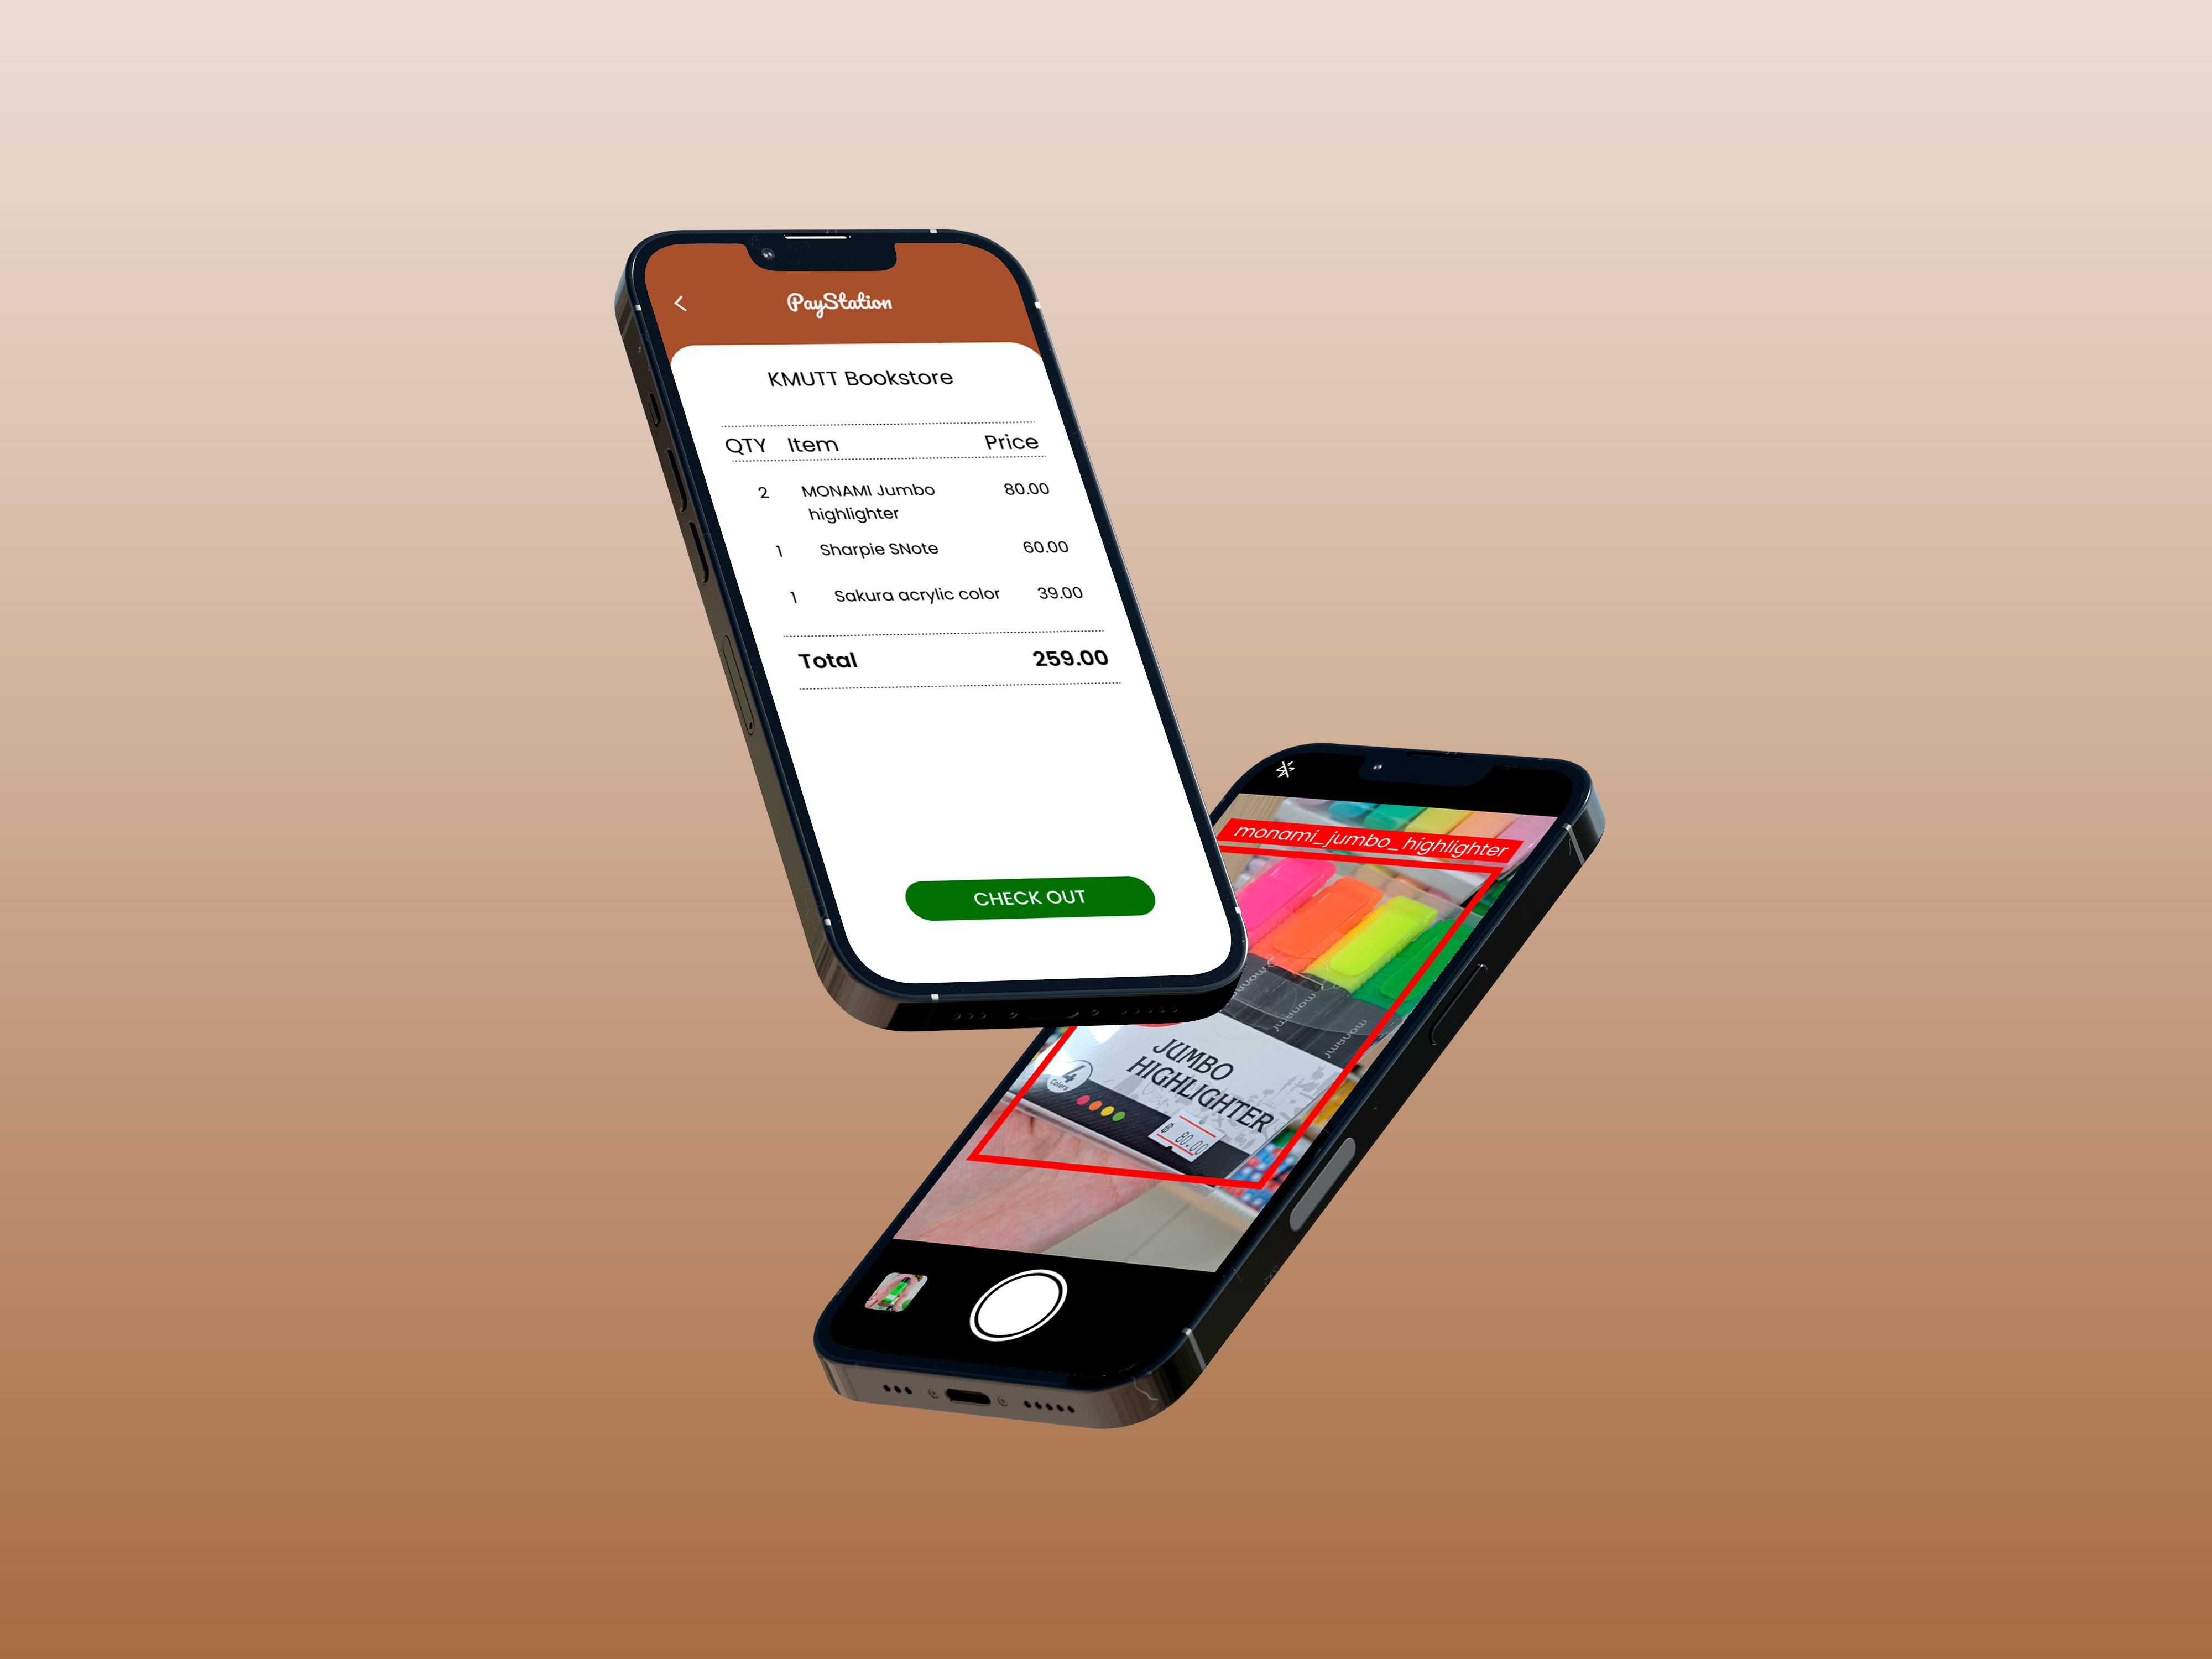 PayStation
KMUTT Bookstore
QTY Item Price
2 MONAMI Jumbo 80.00
highlighter
1 Sharpie SNote 60.00
1 Sakura acrylic color 39.00
Total 259.00
CHECK OUT
monami_jumbo_highlighter
monami
monami
monami
JUMBO
HIGHLIGHTER
4
Colors
80.00